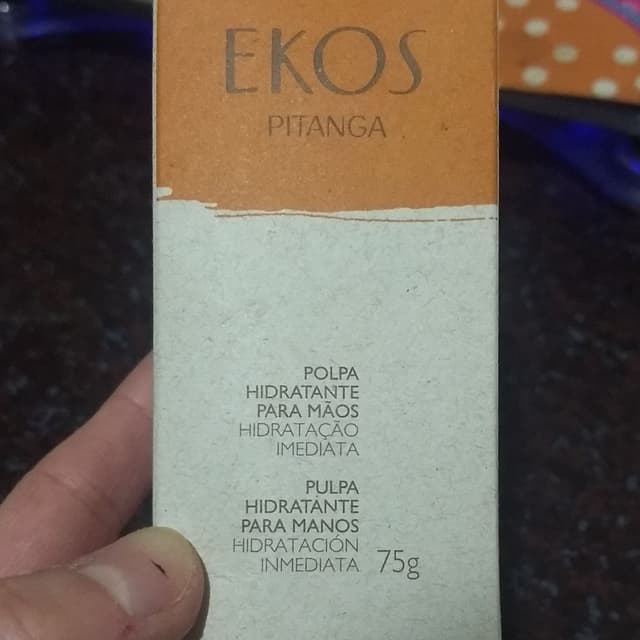 EKOS
PITANGA
POLPA
HIDRATANTE
PARA MÃOS
HIDRATAÇÃO
IMEDIATA
PULPA
HIDRATANTE
PARA MANOS
HIDRATACIÓN
INMEDIATA 75g